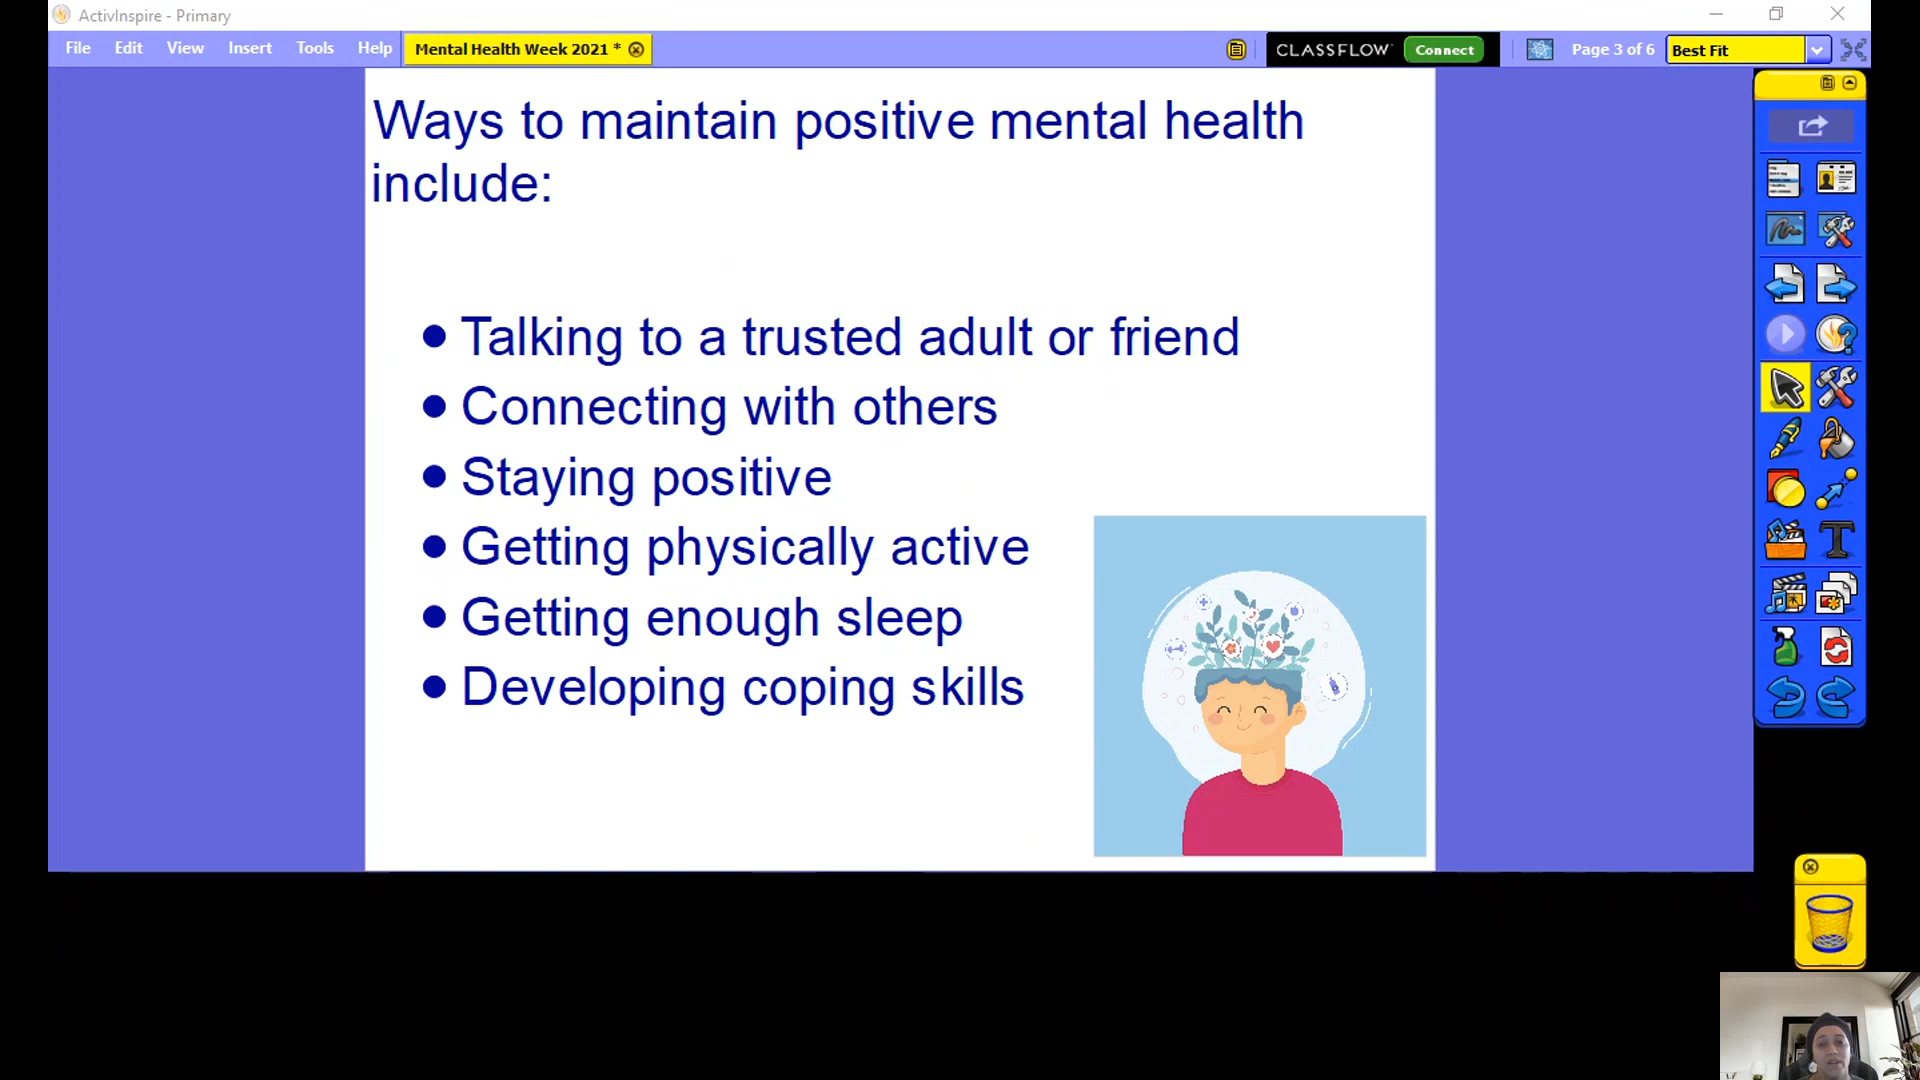 ActivInspire - Primary
File Edit View Insert Tools Help Mental Health Week 2021 * CLASSFLOW Connect Page 3 of 6 Best Fit
Ways to maintain positive mental health
include:
• Talking to a trusted adult or friend
• Connecting with others
• Staying positive
• Getting physically active
• Getting enough sleep
• Developing coping skills